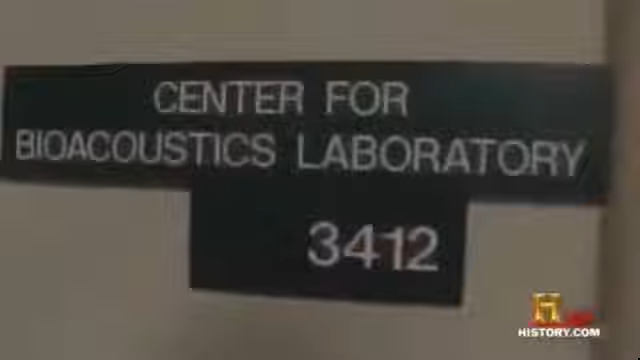 CENTER FOR
BIOACOUSTICS LABORATORY
3412
H
HISTORY.COM